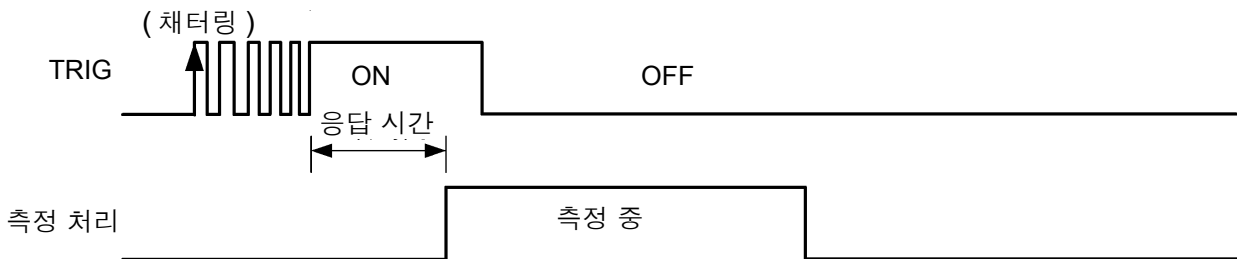 ( 채터링 )
TRIG
ON
OFF
응답 시간
측정 처리
측정 중